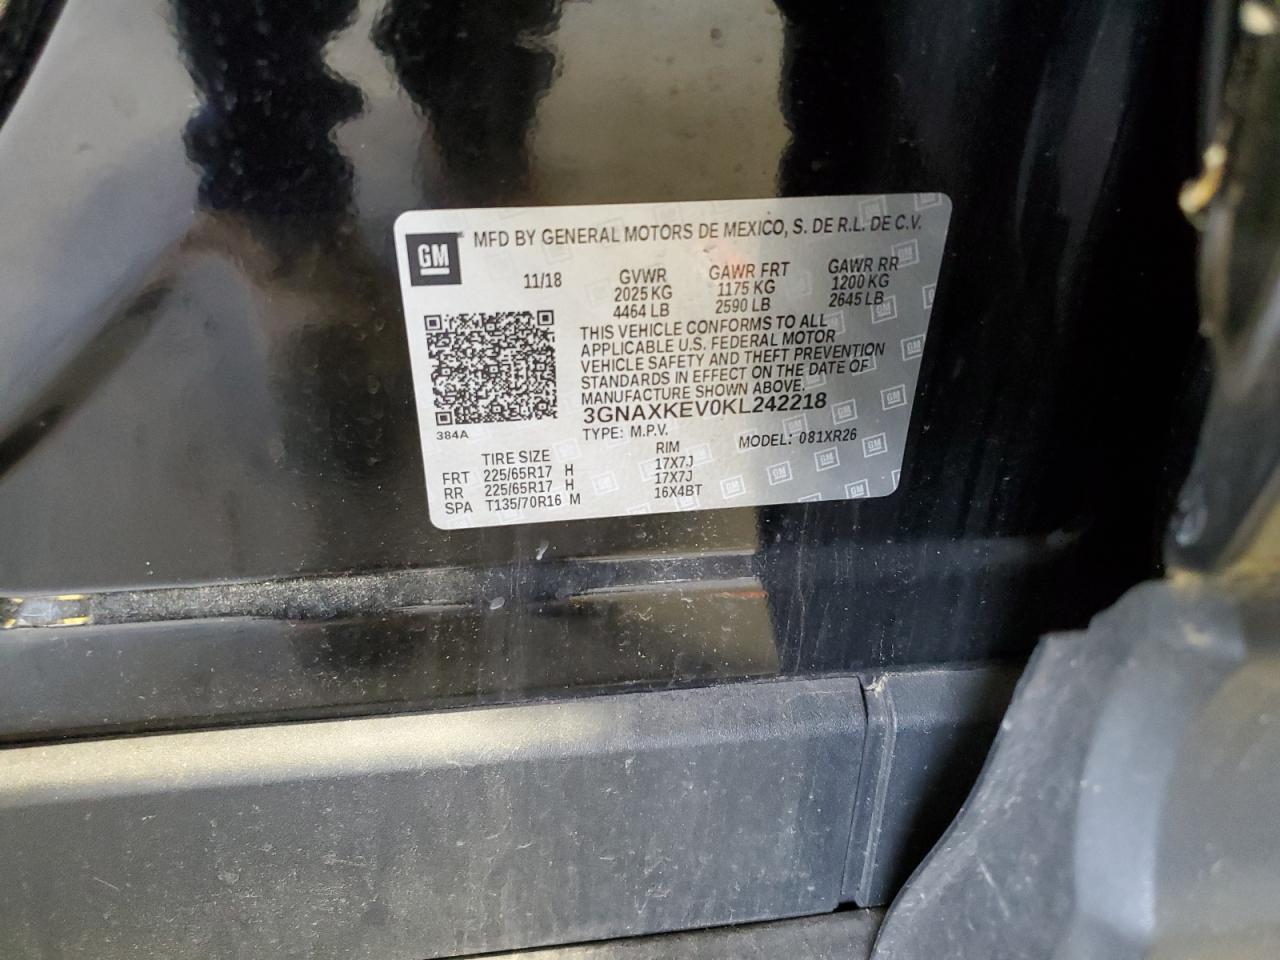 GM MFD BY GENERAL MOTORS DE MEXICO, S. DE R.L. DE C.V.
11/18 GVWR GAWR FRT GAWR RR
2025 KG 1175 KG 1200 KG
4464 LB 2590 LB 2645 LB
THIS VEHICLE CONFORMS TO ALL
APPLICABLE U.S. FEDERAL MOTOR
VEHICLE SAFETY AND THEFT PREVENTION
STANDARDS IN EFFECT ON THE DATE OF
MANUFACTURE SHOWN ABOVE.
3GNAXKEV0KL242218
384A
TYPE: M.P.V. MODEL: 081XR26
TIRE SIZE RIM
FRT 225/65R17 H 17X7J
RR 225/65R17 H 17X7J
SPA T135/70R16 M 16X4BT